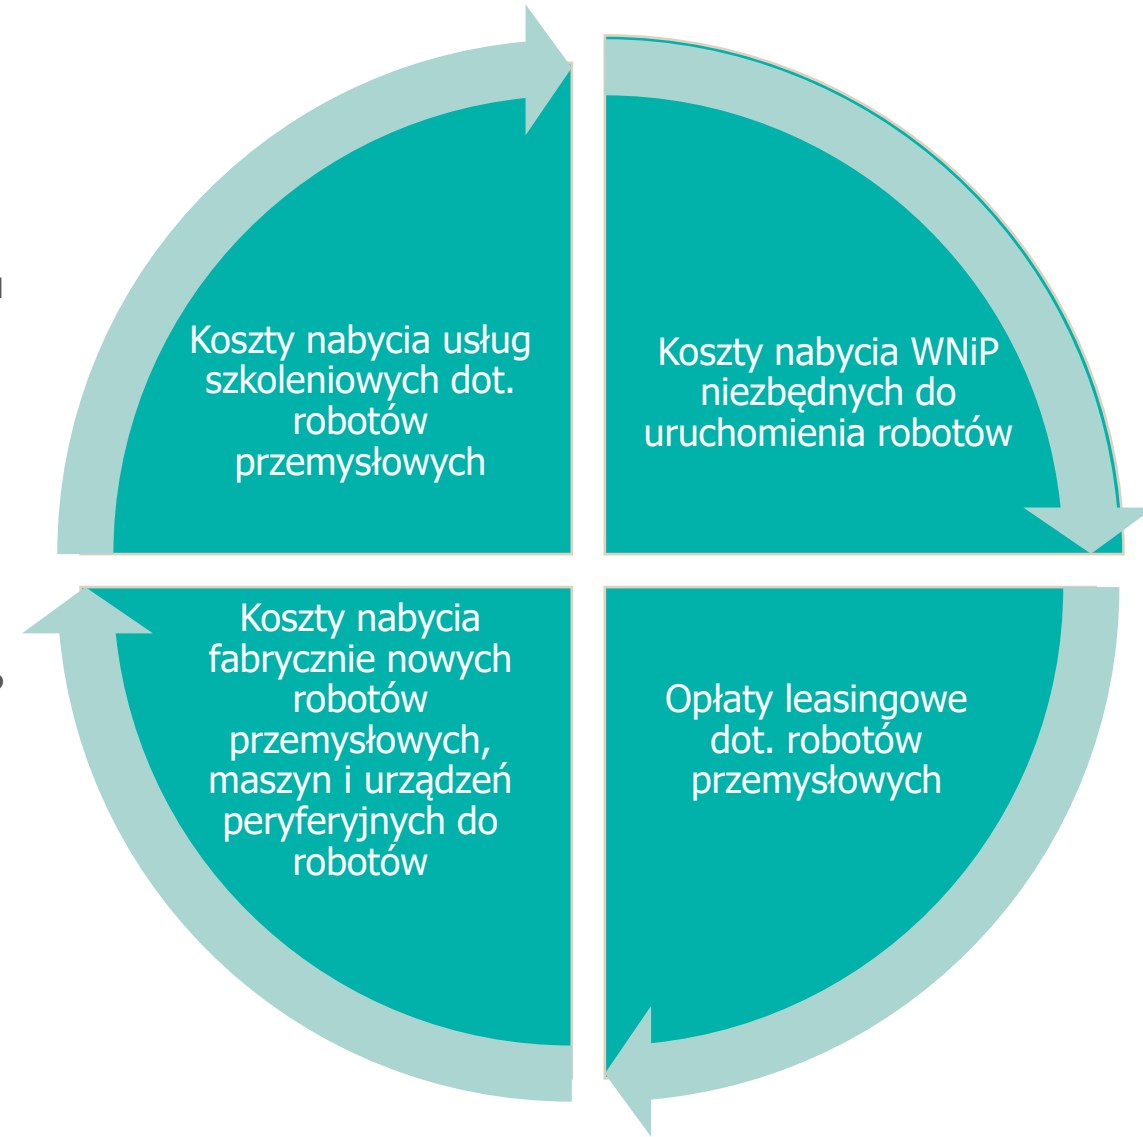 Koszty nabycia usług
szkoleniowych dot.
robotów
przemysłowych
Koszty nabycia WNiP
niezbędnych do
uruchomienia robotów
Koszty nabycia
fabrycznie nowych
robotów
przemysłowych,
maszyn i urządzeń
peryferyjnych do
robotów
Opłaty leasingowe
dot. robotów
przemysłowych